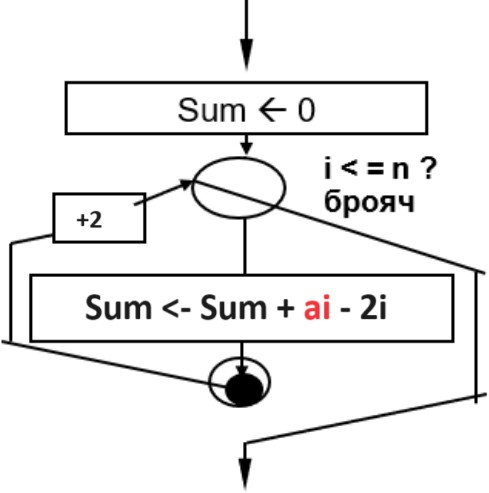 Sum ← 0
i < = n ?
брояч
+2
Sum <- Sum + ai - 2i